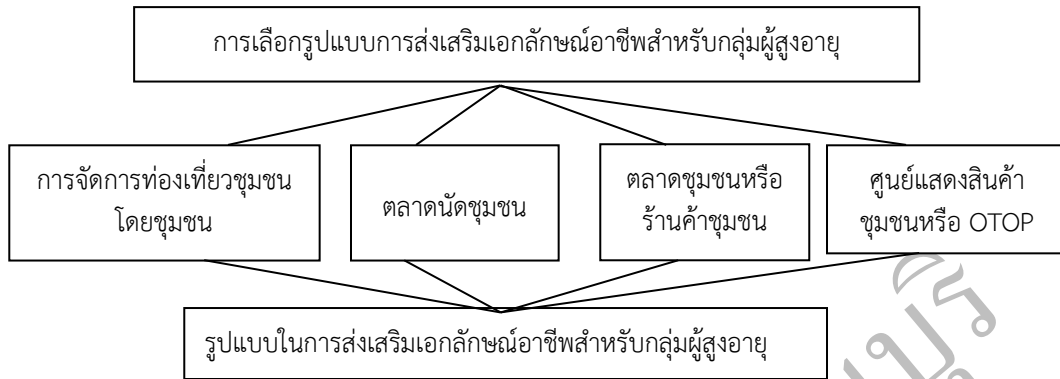 การเลือกรูปแบบการส่งเสริมเอกลักษณ์อาชีพสำหรับกลุ่มผู้สูงอายุ
การจัดการท่องเที่ยวชุมชน
โดยชุมชน
ตลาดนัดชุมชน
ตลาดชุมชนหรือ
ร้านค้าชุมชน
ศูนย์แสดงสินค้า
ชุมชนหรือ OTOP
รูปแบบในการส่งเสริมเอกลักษณ์อาชีพสำหรับกลุ่มผู้สูงอายุ